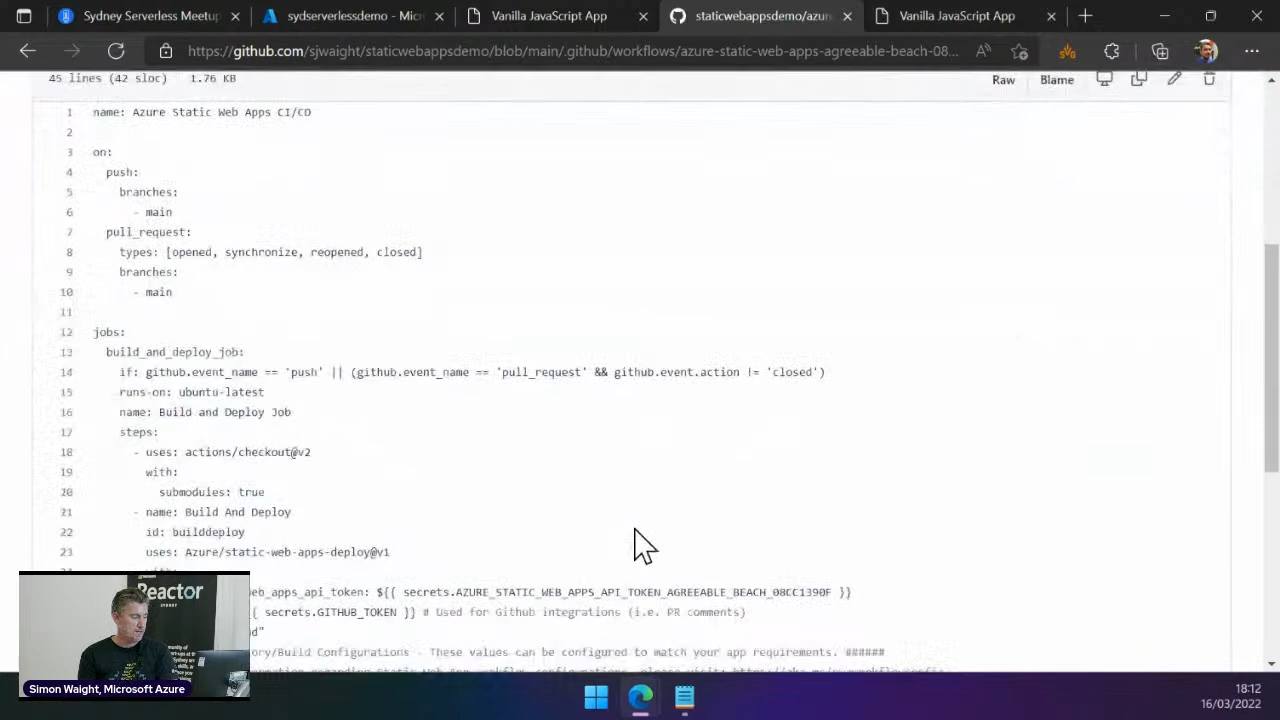 Sydney Serverless Meetup
sydserverlessdemo - Mic
Vanilla JavaScript App
staticwebappsdemo/azur
Vanilla JavaScript App
https://github.com/sjwaight/staticwebappsdemo/blob/main/.github/workflows/azure-static-web-apps-agreeable-beach-08...
45 lines (42 sloc) 1.76 KB
Raw
Blame
1 name: Azure Static Web Apps CI/CD
2
3 on:
4 push:
5 branches:
6 - main
7 pull_request:
8 types: [opened, synchronize, reopened, closed]
9 branches:
10 - main
11
12 jobs:
13 build_and_deploy_job:
14 if: github.event_name == 'push' || (github.event_name == 'pull_request' && github.event.action != 'closed')
15 runs-on: ubuntu-latest
16 name: Build and Deploy Job
17 steps:
18 - uses: actions/checkout@v2
19 with:
20 submodules: true
21 - name: Build And Deploy
22 id: builddeploy
23 uses: Azure/static-web-apps-deploy@v1
eb_apps_api_token: ${{ secrets.AZURE_STATIC_WEB_APPS_API_TOKEN_AGREEABLE_BEACH_08CC1390F }}
{ secrets.GITHUB_TOKEN }} # Used for Github integrations (i.e. PR comments)
d"
ory/Build Configurations - These values can be configured to match your app requirements. ######
Reactor
SYDNEY
Simon Waight, Microsoft Azure
18:12
16/03/2022